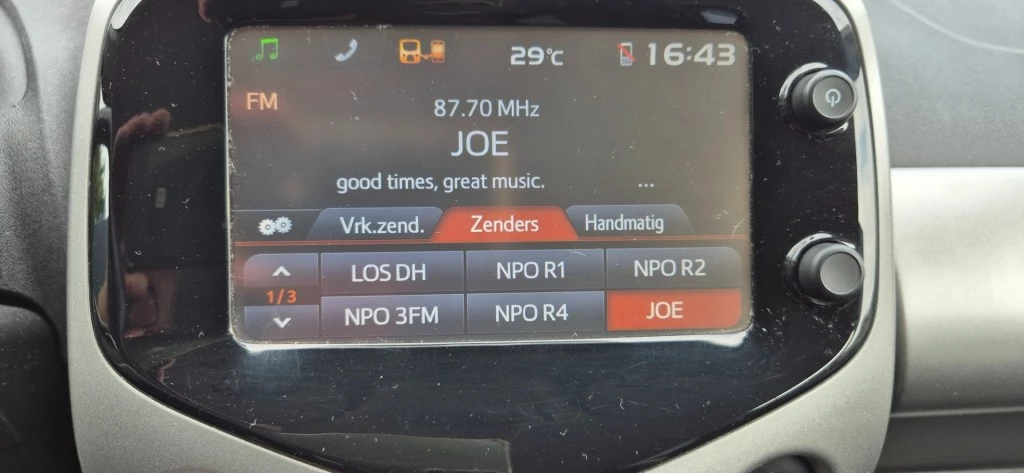 29°C 16:43
FM
87.70 MHz
JOE
good times, great music. ...
Vrk.zend. Zenders Handmatig
LOS DH NPO R1 NPO R2
1/3
NPO 3FM NPO R4 JOE